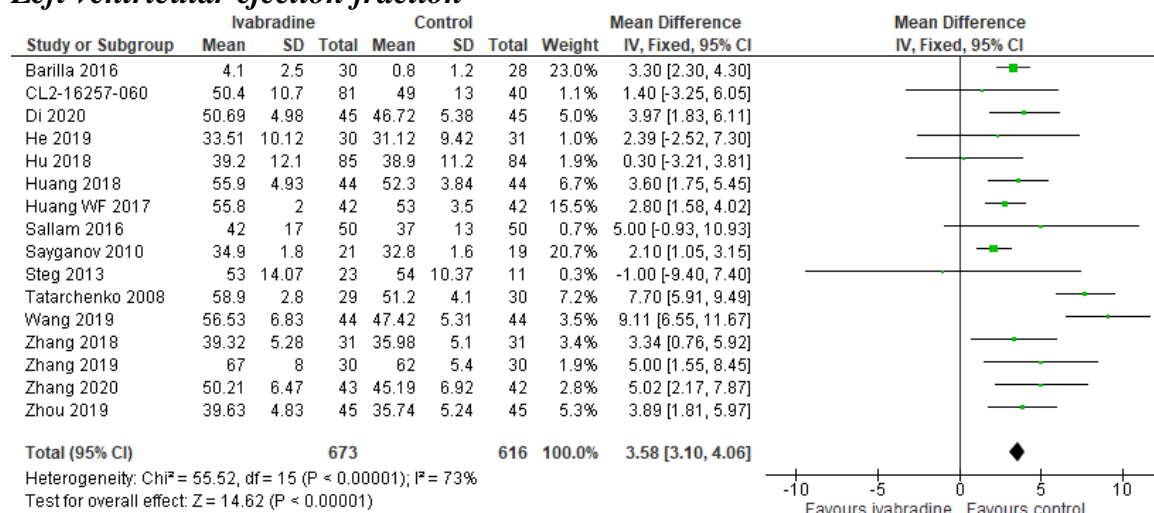 Left ventricular ejection fraction
Ivabradine Control Mean Difference Mean Difference
Study or Subgroup Mean SD Total Mean SD Total Weight IV, Fixed, 95% CI IV, Fixed, 95% CI
Barilla 2016 4.1 2.5 30 0.8 1.2 28 23.0% 3.30 [2.30, 4.30]
CL2-16257-060 50.4 10.7 81 49 13 40 1.1% 1.40 [-3.25, 6.05]
Di 2020 50.69 4.98 45 46.72 5.38 45 5.0% 3.97 [1.83, 6.11]
He 2019 33.51 10.12 30 31.12 9.42 31 1.0% 2.39 [-2.52, 7.30]
Hu 2018 39.2 12.1 85 38.9 11.2 84 1.9% 0.30 [-3.21, 3.81]
Huang 2018 55.9 4.93 44 52.3 3.84 44 6.7% 3.60 [1.75, 5.45]
Huang WF 2017 55.8 2 42 53 3.5 42 15.5% 2.80 [1.58, 4.02]
Sallam 2016 42 17 50 37 13 50 0.7% 5.00 [-0.93, 10.93]
Sayganov 2010 34.9 1.8 21 32.8 1.6 19 20.7% 2.10 [1.05, 3.15]
Steg 2013 53 14.07 23 54 10.37 11 0.3% -1.00 [-9.40, 7.40]
Tatarchenko 2008 58.9 2.8 29 51.2 4.1 30 7.2% 7.70 [5.91, 9.49]
Wang 2019 56.53 6.83 44 47.42 5.31 44 3.5% 9.11 [6.55, 11.67]
Zhang 2018 39.32 5.28 31 35.98 5.1 31 3.4% 3.34 [0.76, 5.92]
Zhang 2019 67 8 30 62 5.4 30 1.9% 5.00 [1.55, 8.45]
Zhang 2020 50.21 6.47 43 45.19 6.92 42 2.8% 5.02 [2.17, 7.87]
Zhou 2019 39.63 4.83 45 35.74 5.24 45 5.3% 3.89 [1.81, 5.97]
Total (95% CI) 673 616 100.0% 3.58 [3.10, 4.06]
Heterogeneity: Chi² = 55.52, df = 15 (P < 0.00001); I² = 73%
Test for overall effect: Z = 14.62 (P < 0.00001)
-10 -5 0 5 10
Favours ivabradine Favours control